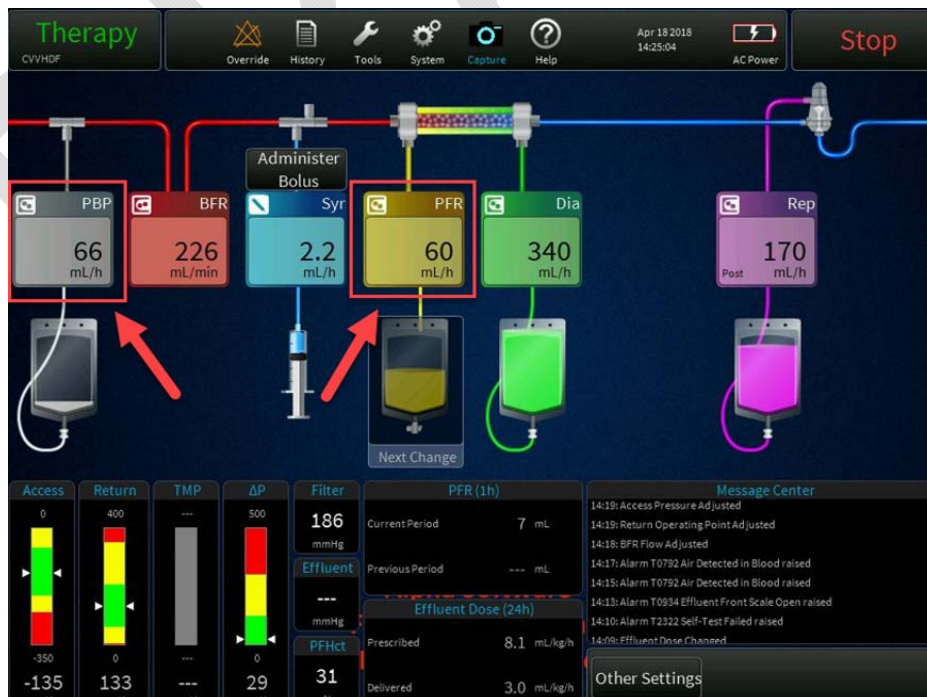 Therapy
CVVHDF
Override
History
Tools
System
Capture
Help
Apr 18 2018
14:25:04
AC Power
Stop
Administer
Bolus
PBP
66
mL/h
BFR
226
mL/min
Syr
2.2
mL/h
PFR
60
mL/h
Dia
340
mL/h
Rep
170
Post mL/h
Next Change
Access
0
-350
-135
Return
400
0
133
TMP
---
---
---
ΔP
500
0
29
Filter
186
mmHg
Effluent
---
mmHg
PFHct
31
PFR (1h)
Current Period 7 mL
Previous Period --- mL
Effluent Dose (24h)
Prescribed 8.1 mL/kg/h
Delivered 3.0 mL/kg/h
Message Center
14:19: Access Pressure Adjusted
14:19: Return Operating Point Adjusted
14:18: BFR Flow Adjusted
14:17: Alarm T0792 Air Detected in Blood raised
14:15: Alarm T0792 Air Detected in Blood raised
14:13: Alarm T0934 Effluent Front Scale Open raised
14:10: Alarm T2322 Self-Test Failed raised
14:09: Effluent Dose Changed
Other Settings